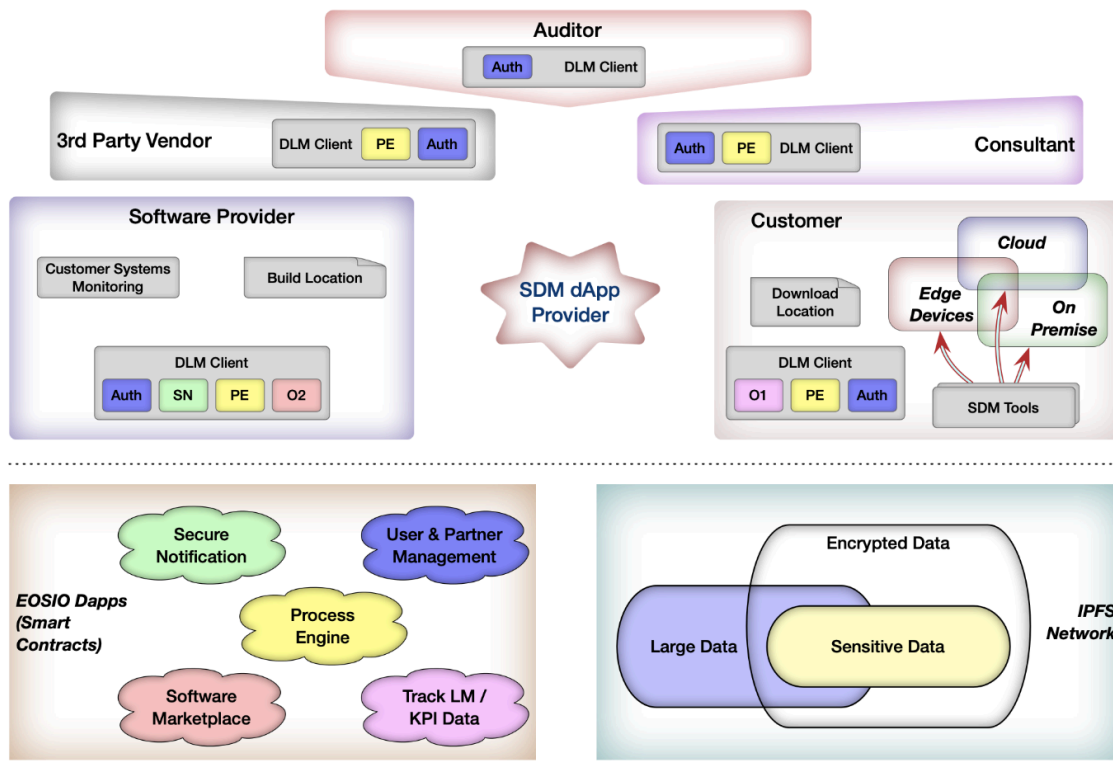 Auditor
Auth
DLM Client
3rd Party Vendor
DLM Client
PE
Auth
Auth
PE
DLM Client
Consultant
Software Provider
Customer Systems
Monitoring
Build Location
DLM Client
Auth
SN
PE
O2
SDM dApp
Provider
Customer
Cloud
Edge
Devices
On
Premise
Download
Location
DLM Client
O1
PE
Auth
SDM Tools
EOSIO Dapps
(Smart
Contracts)
Secure
Notification
User & Partner
Management
Process
Engine
Software
Marketplace
Track LM /
KPI Data
Encrypted Data
Large Data
Sensitive Data
IPFS
Network